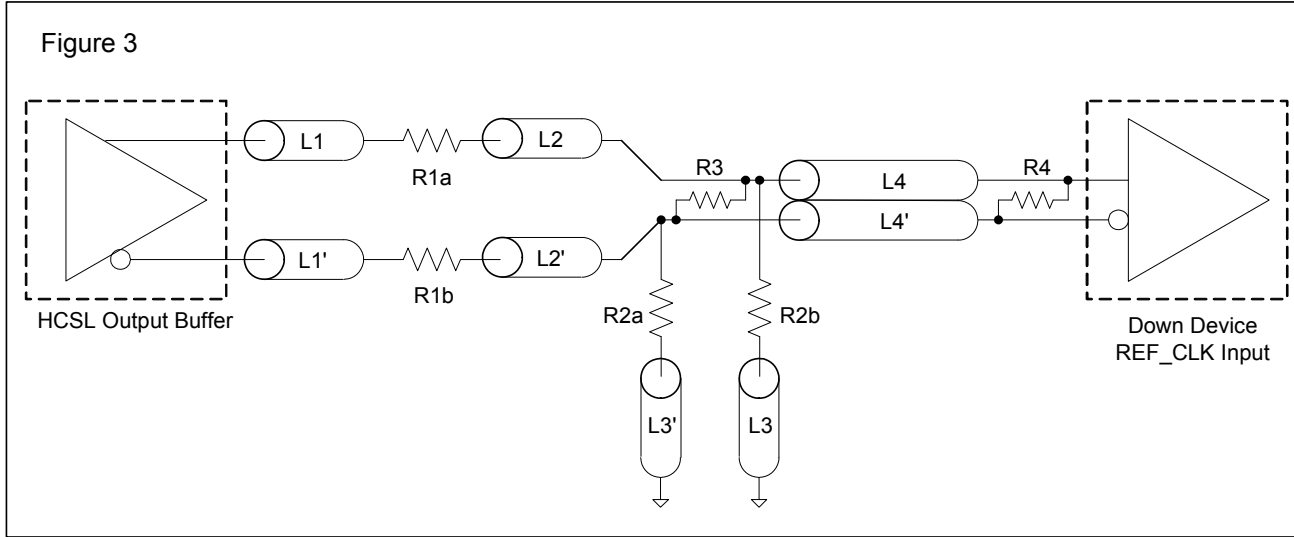 Figure 3
L1
R1a
L2
R3
L4
R4
L4'
L1'
R1b
L2'
HCSL Output Buffer
R2a
R2b
Down Device
REF_CLK Input
L3'
L3